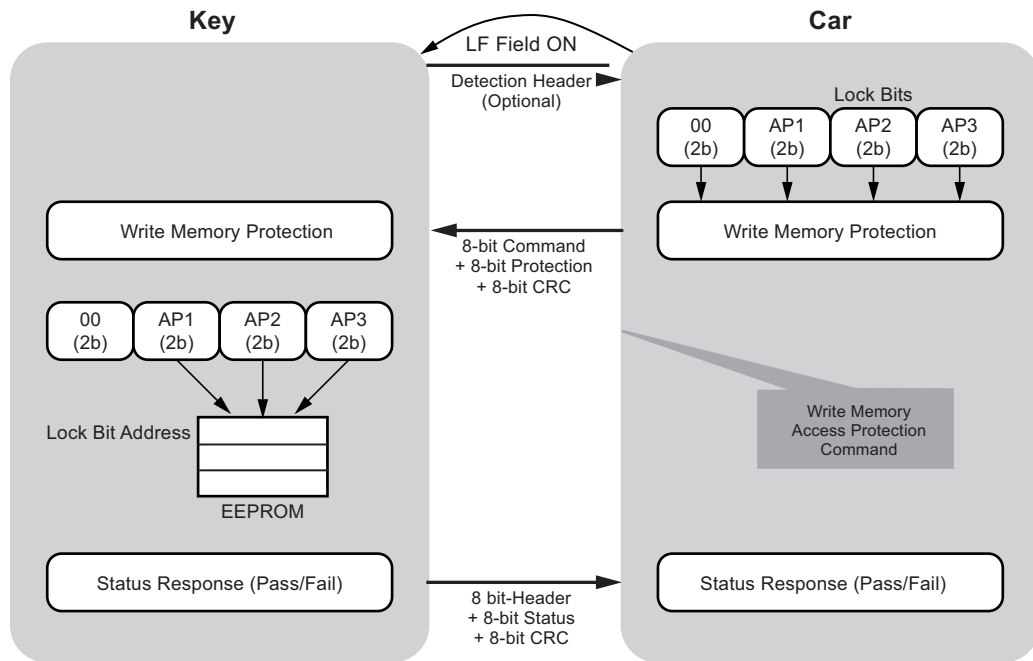 Key
Car
LF Field ON
Detection Header
(Optional)
Lock Bits
00
(2b)
AP1
(2b)
AP2
(2b)
AP3
(2b)
Write Memory Protection
Write Memory Protection
8-bit Command
+ 8-bit Protection
+ 8-bit CRC
00
(2b)
AP1
(2b)
AP2
(2b)
AP3
(2b)
Lock Bit Address
EEPROM
Write Memory
Access Protection
Command
Status Response (Pass/Fail)
8 bit-Header
+ 8-bit Status
+ 8-bit CRC
Status Response (Pass/Fail)